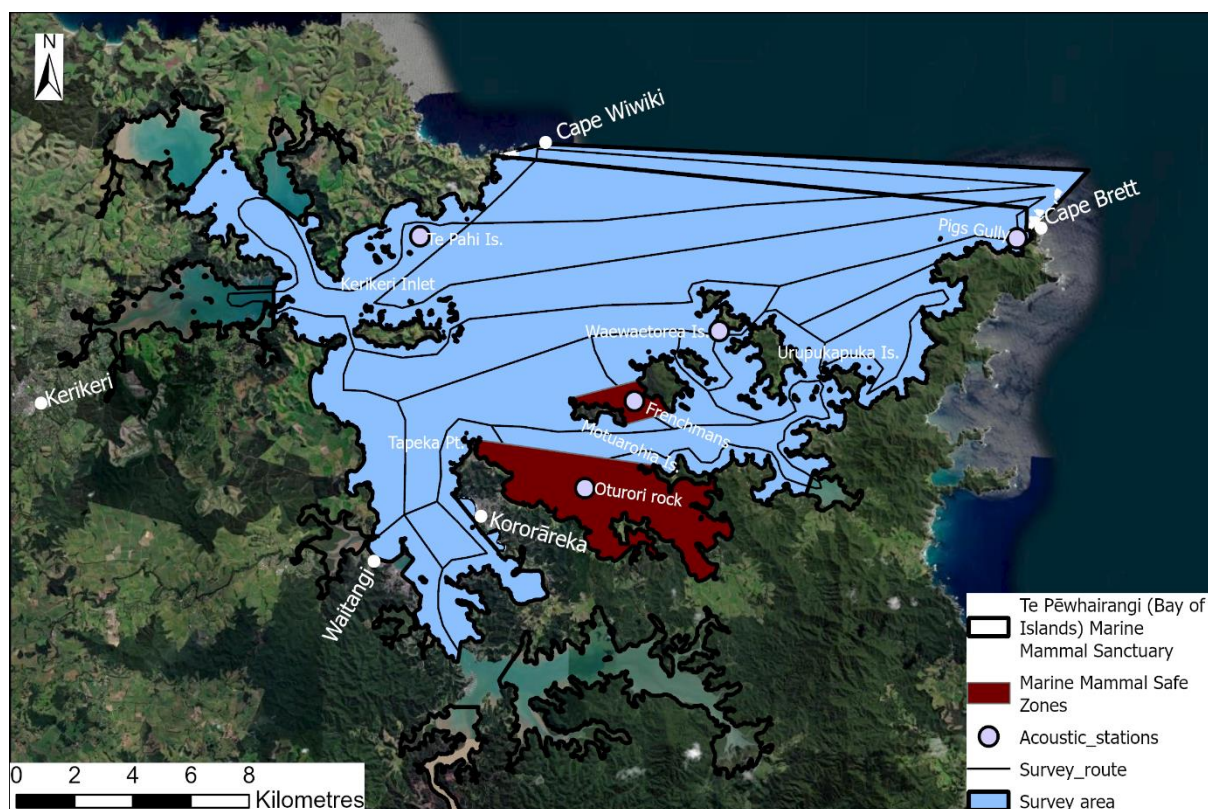 N
Cape Wiwiki
Cape Brett
Pigs Gully
Te Pahi Is.
Kerikeri Inlet
Waewaetorea Is.
Urupukapuka Is.
Kerikeri
Frenchmans
Tapeka Pt.
Motuarohia Is.
Oturori rock
Kororāreka
Waitangi
Te Pēwhairangi (Bay of
Islands) Marine
Mammal Sanctuary
Marine Mammal Safe
Zones
Acoustic_stations
Survey_route
Survey area
0 2 4 6 8
Kilometres